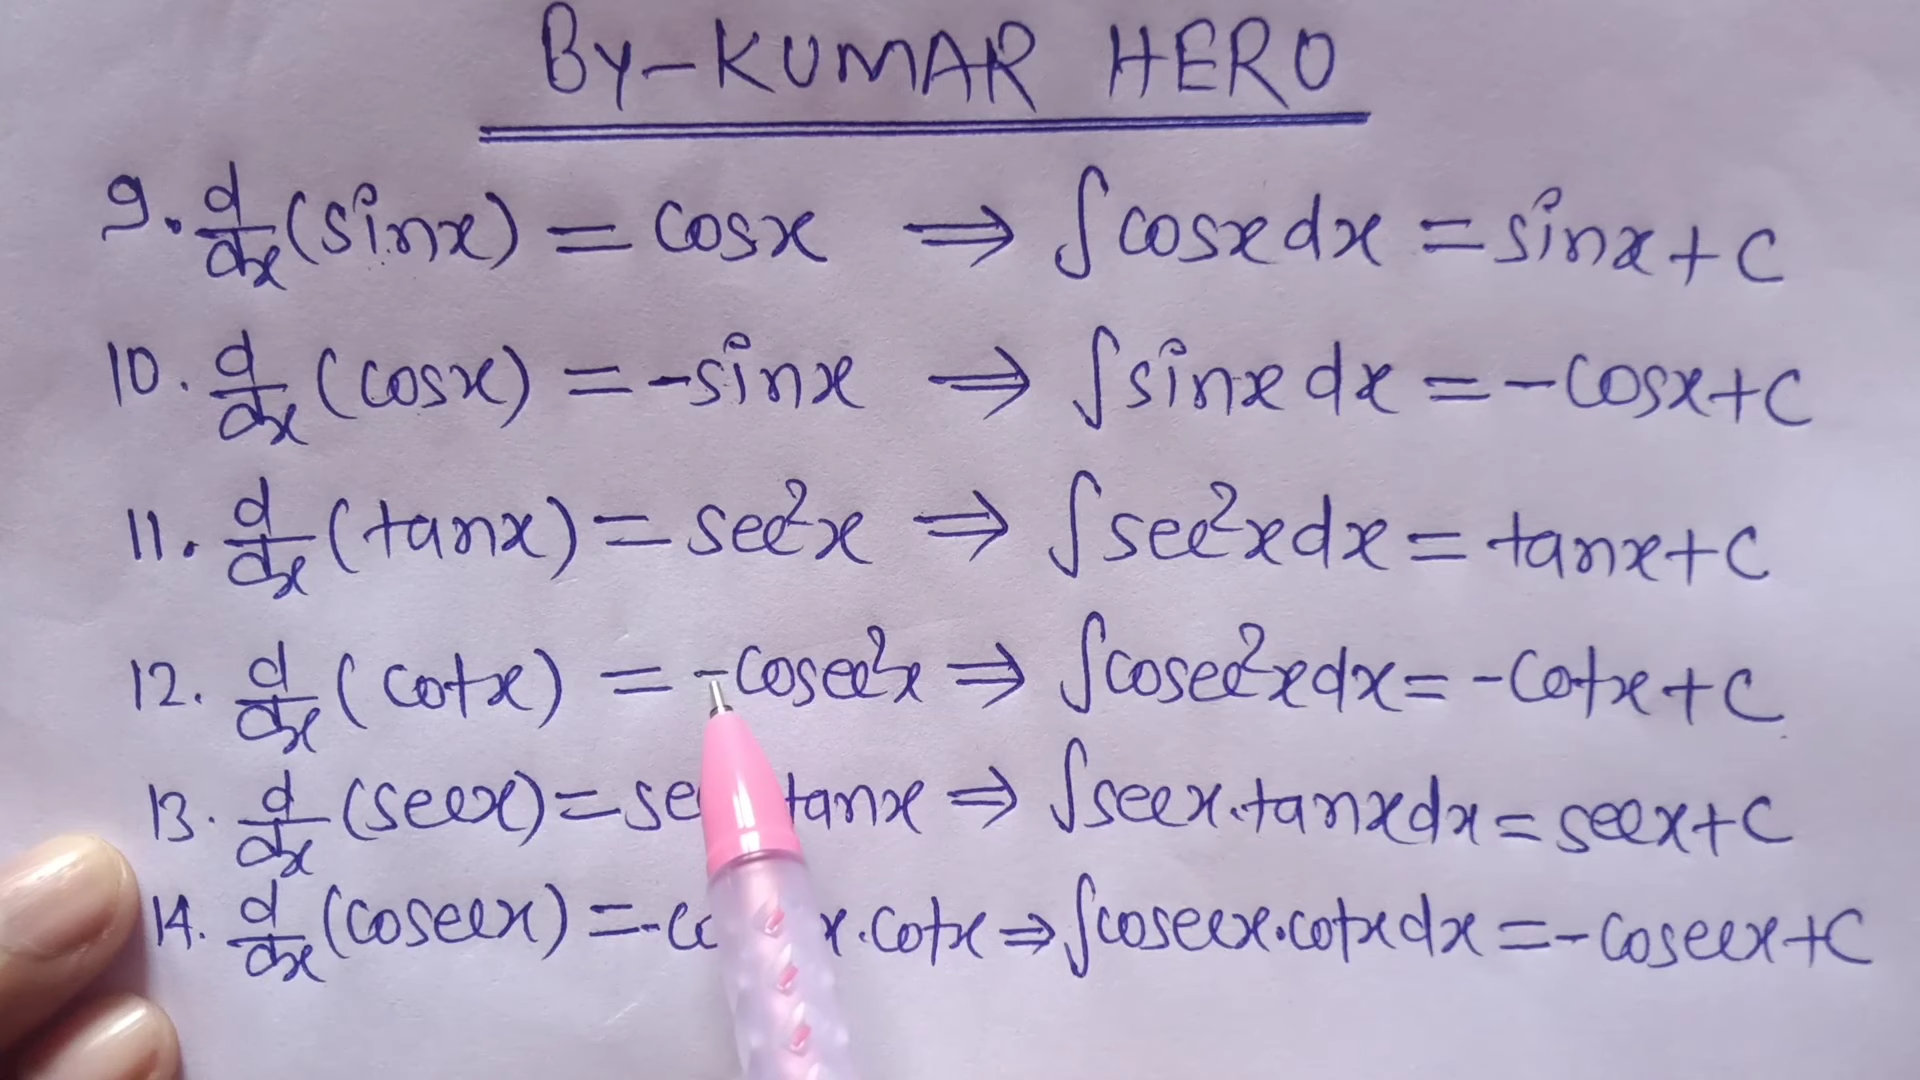 By-KUMAR HERO
9. d/dx (sinx) = cosx ⇒ ∫cosx dx = sinx + c
10. d/dx (cosx) = -sinx ⇒ ∫sinx dx = -cosx + c
11. d/dx (tanx) = sec²x ⇒ ∫sec²x dx = tanx + c
12. d/dx (cotx) = -cosec²x ⇒ ∫cosec²x dx = -cotx + c
13. d/dx (secx) = se tanx ⇒ ∫secx.tanx dx = secx + c
14. d/dx (cosecx) = -co x.cotx ⇒ ∫cosecx.cotx dx = -cosecx + c